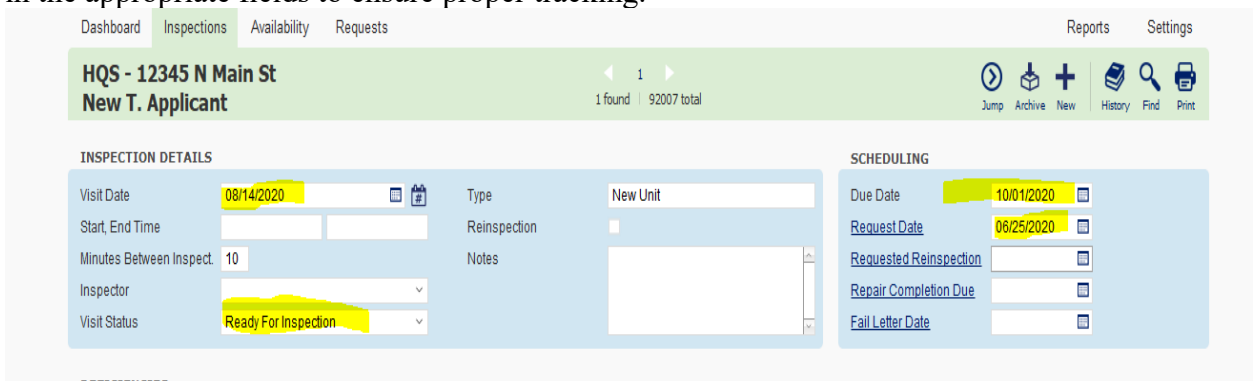 in the appropriate fields to ensure proper tracking.
Dashboard Inspections Availability Requests Reports Settings
HQS - 12345 N Main St
New T. Applicant
1
1 found 92007 total
Jump Archive New History Find Print
INSPECTION DETAILS
Visit Date 08/14/2020
Start, End Time
Minutes Between Inspect. 10
Inspector
Visit Status Ready For Inspection
Type New Unit
Reinspection
Notes
SCHEDULING
Due Date 10/01/2020
Request Date 06/25/2020
Requested Reinspection
Repair Completion Due
Fail Letter Date